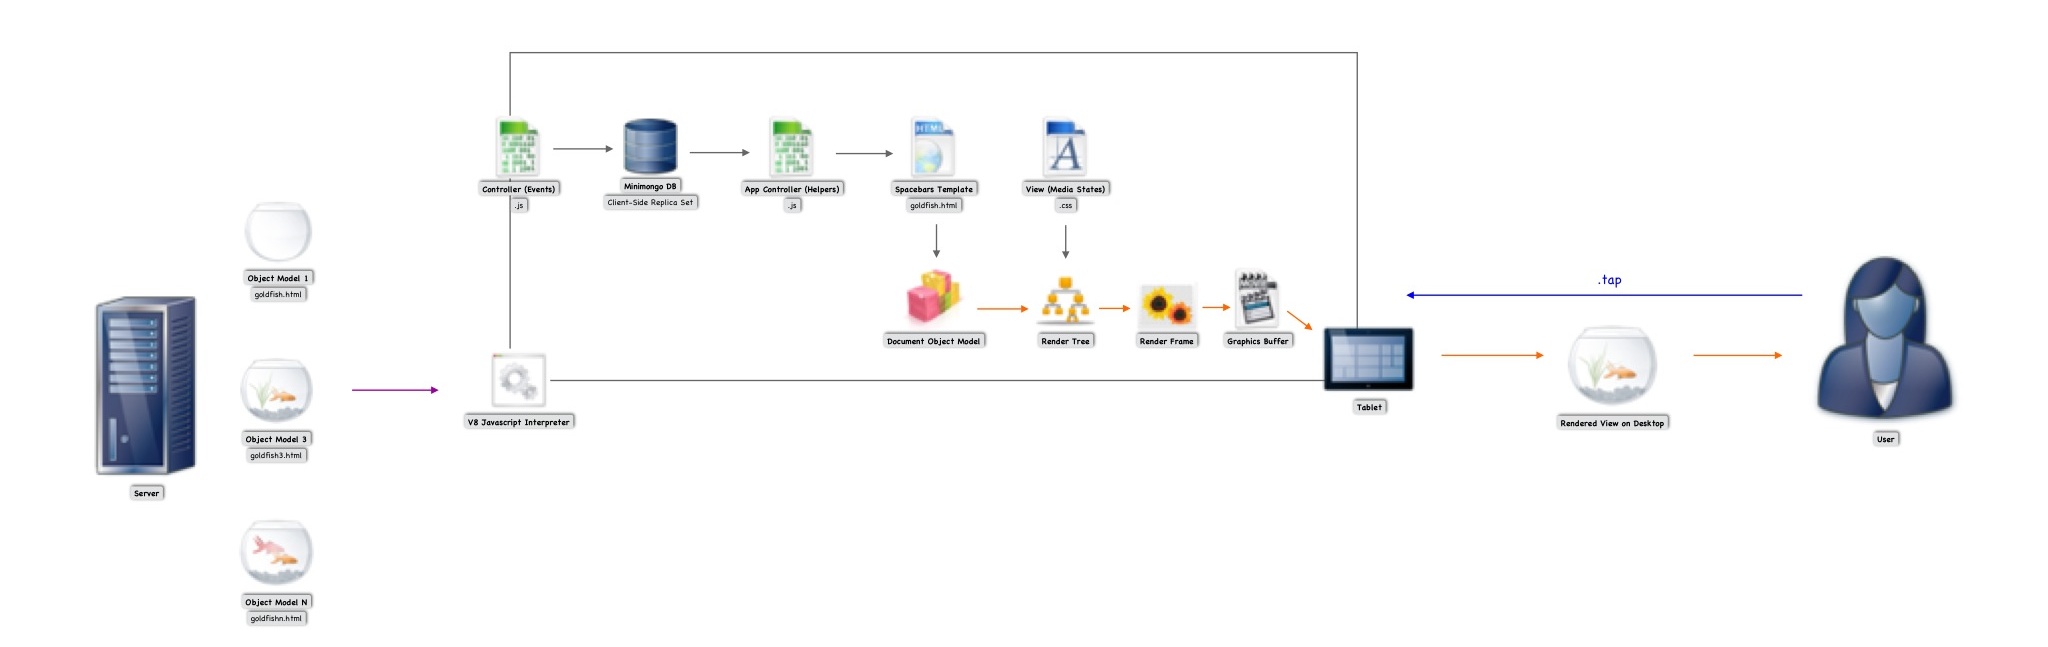 Controller (Events)
.js
Minimongo DB
Client-Side Replica Set
App Controller (Helpers)
.js
HTML
Spacebars Template
goldfish.html
A
View (Media States)
.css
Object Model 1
goldfish.html
Document Object Model
Render Tree
Render Frame
MOVIE
Graphics Buffer
.tap
Server
Object Model 3
goldfish3.html
V8 Javascript Interpreter
Tablet
Rendered View on Desktop
User
Object Model N
goldfishn.html